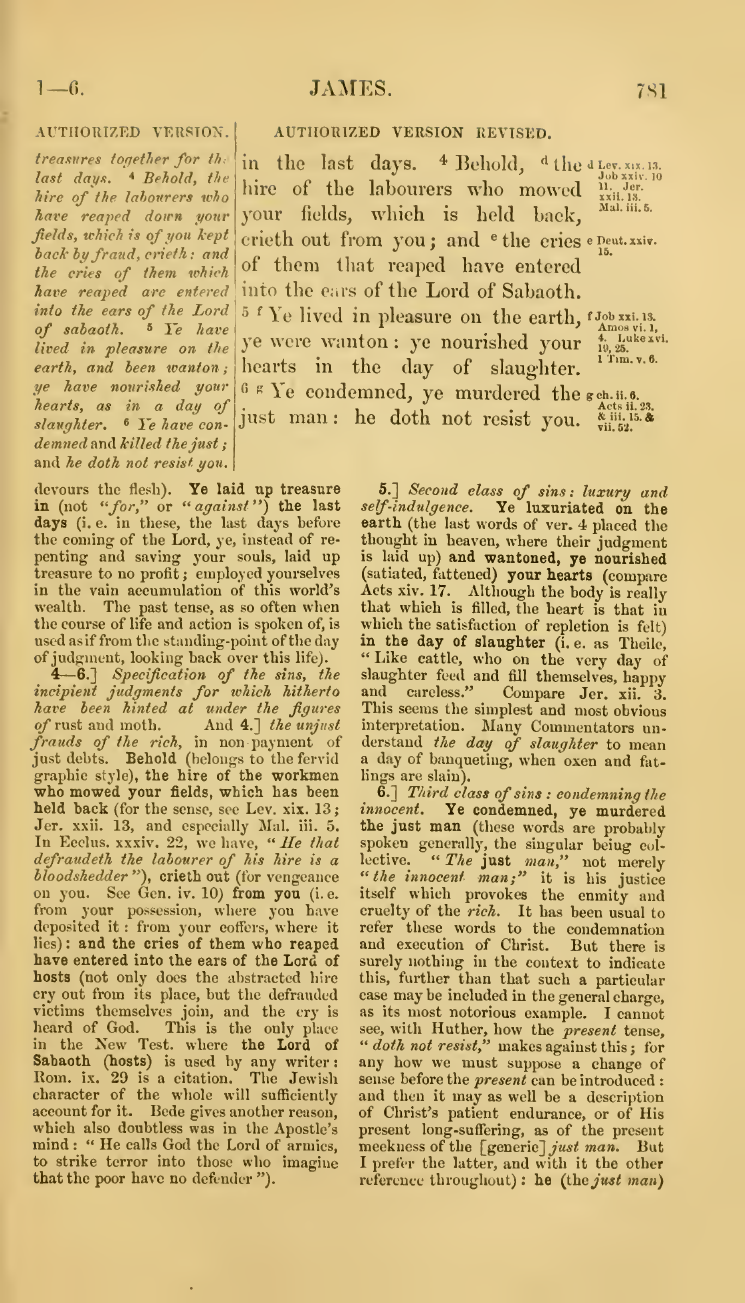 1—6.
JAMES.
781
AUTHORIZED VERSION.
treasures together for the
last days. 4 Behold, the
hire of the labourers who
have reaped down your
fields, which is of you kept
back by fraud, crieth: and
the cries of them which
have reaped are entered
into the ears of the Lord
of sabaoth. 5 Ye have
lived in pleasure on the
earth, and been wanton;
ye have nourished your
hearts, as in a day of
slaughter. 6 Ye have con-
demned and killed the just;
and he doth not resist you.
AUTHORIZED VERSION REVISED.
in the last days. 4 Behold, d the
hire of the labourers who mowed
your fields, which is held back,
crieth out from you; and e the cries
of them that reaped have entered
into the ears of the Lord of Sabaoth.
5 f Ye lived in pleasure on the earth,
ye were wanton: ye nourished your
hearts in the day of slaughter.
6 g Ye condemned, ye murdered the
just man: he doth not resist you.
d Lev. xix. 13.
Job xxiv. 10
11. Jer.
xxii. 13.
Mal. iii. 5.
e Deut. xxiv.
15.
f Job xxi. 13.
Amos vi. 1,
4. Luke xvi.
19, 25.
1 Tim. v. 6.
g ch. ii. 6.
Acts ii. 23.
& iii. 15. &
vii. 52.
devours the flesh). Ye laid up treasure
in (not "for," or "against") the last
days (i. e. in these, the last days before
the coming of the Lord, ye, instead of re-
penting and saving your souls, laid up
treasure to no profit; employed yourselves
in the vain accumulation of this world's
wealth. The past tense, as so often when
the course of life and action is spoken of, is
used as if from the standing-point of the day
of judgment, looking back over this life).
4—6.] Specification of the sins, the
incipient judgments for which hitherto
have been hinted at under the figures
of rust and moth. And 4.] the unjust
frauds of the rich, in non payment of
just debts. Behold (belongs to the fervid
graphic style), the hire of the workmen
who mowed your fields, which has been
held back (for the sense, see Lev. xix. 13;
Jer. xxii. 13, and especially Mal. iii. 5.
In Ecclus. xxxiv. 22, we have, "He that
defraudeth the labourer of his hire is a
bloodshedder"), crieth out (for vengeance
on you. See Gen. iv. 10) from you (i. e.
from your possession, where you have
deposited it: from your coffers, where it
lies): and the cries of them who reaped
have entered into the ears of the Lord of
hosts (not only does the abstracted hire
cry out from its place, but the defrauded
victims themselves join, and the cry is
heard of God. This is the only place
in the New Test. where the Lord of
Sabaoth (hosts) is used by any writer:
Rom. ix. 29 is a citation. The Jewish
character of the whole will sufficiently
account for it. Bede gives another reason,
which also doubtless was in the Apostle's
mind: "He calls God the Lord of armies,
to strike terror into those who imagine
that the poor have no defender").
5.] Second class of sins: luxury and
self-indulgence. Ye luxuriated on the
earth (the last words of ver. 4 placed the
thought in heaven, where their judgment
is laid up) and wantoned, ye nourished
(satiated, fattened) your hearts (compare
Acts xiv. 17. Although the body is really
that which is filled, the heart is that in
which the satisfaction of repletion is felt)
in the day of slaughter (i. e. as Theile,
"Like cattle, who on the very day of
slaughter feed and fill themselves, happy
and careless." Compare Jer. xii. 3.
This seems the simplest and most obvious
interpretation. Many Commentators un-
derstand the day of slaughter to mean
a day of banqueting, when oxen and fat-
lings are slain).
6.] Third class of sins: condemning the
innocent. Ye condemned, ye murdered
the just man (these words are probably
spoken generally, the singular being col-
lective. "The just man," not merely
"the innocent man;" it is his justice
itself which provokes the enmity and
cruelty of the rich. It has been usual to
refer these words to the condemnation
and execution of Christ. But there is
surely nothing in the context to indicate
this, further than that such a particular
case may be included in the general charge,
as its most notorious example. I cannot
see, with Huther, how the present tense,
"doth not resist," makes against this; for
any how we must suppose a change of
sense before the present can be introduced:
and then it may as well be a description
of Christ's patient endurance, or of His
present long-suffering, as of the present
meekness of the [generic] just man. But
I prefer the latter, and with it the other
reference throughout): he (the just man)